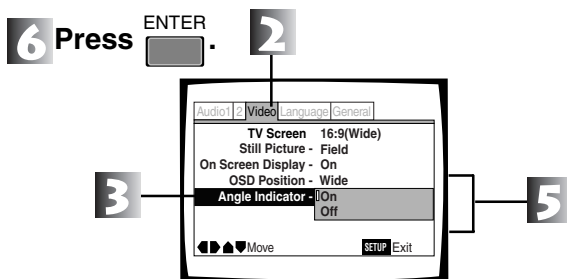 6 Press ENTER .
2
Audio1 2 Video Language General
TV Screen 16:9(Wide)
Still Picture - Field
On Screen Display - On
OSD Position - Wide
3 Angle Indicator - On
Off
5
Move SETUP Exit